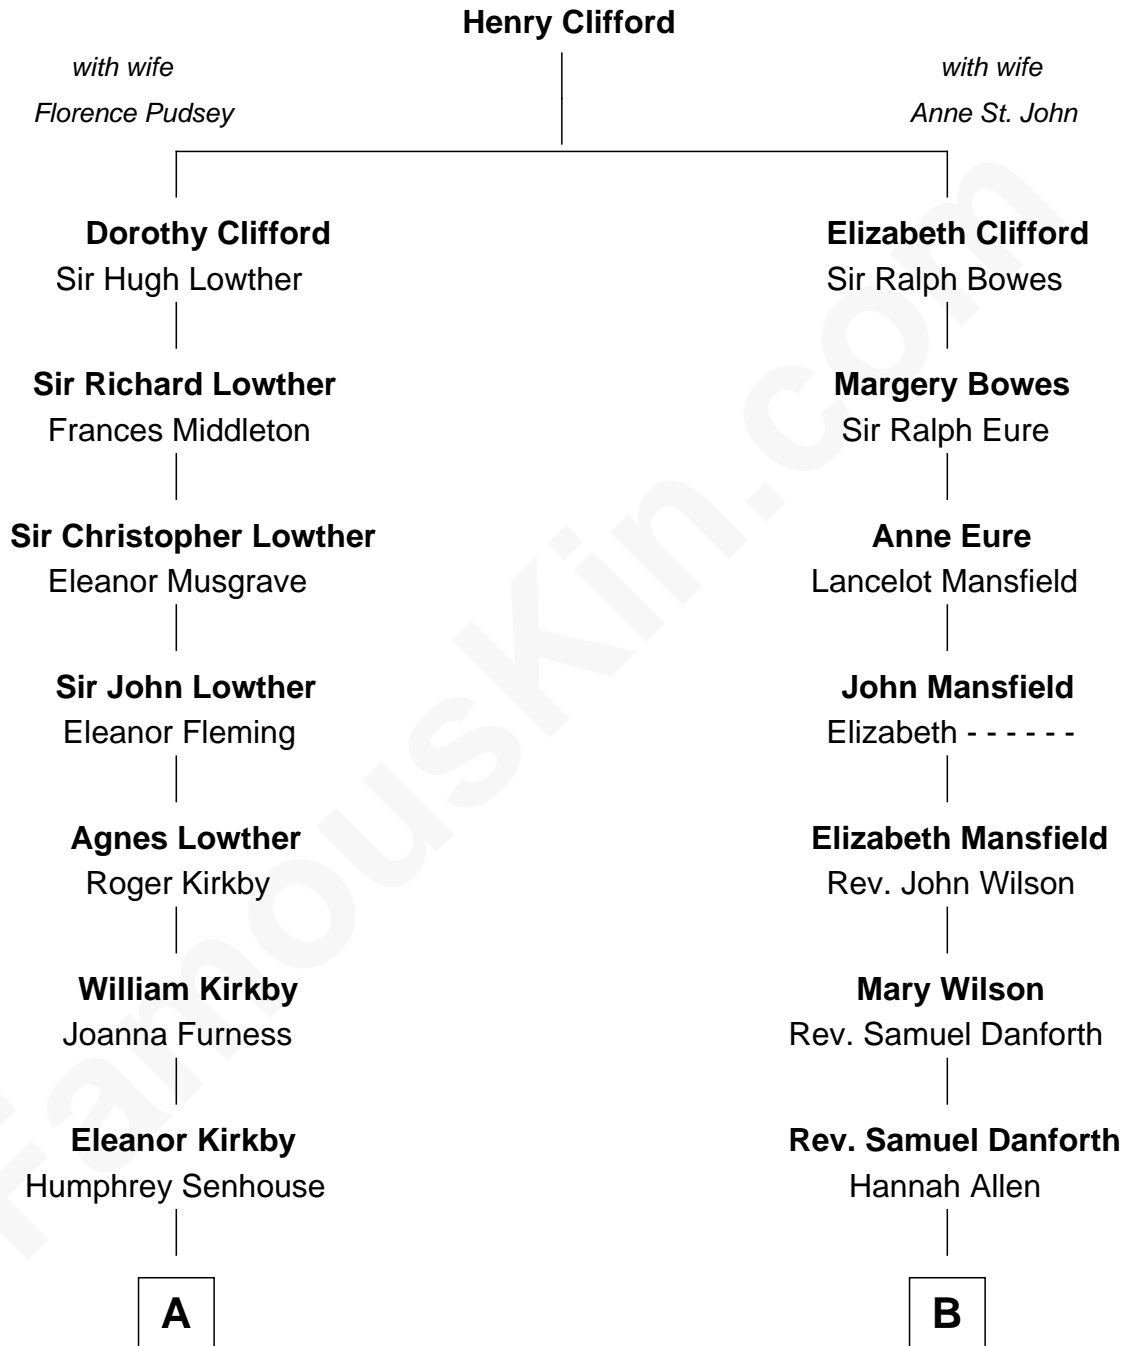 Henry Clifford
with wife
Florence Pudsey
with wife
Anne St. John
Dorothy Clifford
Sir Hugh Lowther
Elizabeth Clifford
Sir Ralph Bowes
Sir Richard Lowther
Frances Middleton
Margery Bowes
Sir Ralph Eure
Sir Christopher Lowther
Eleanor Musgrave
Anne Eure
Lancelot Mansfield
Sir John Lowther
Eleanor Fleming
John Mansfield
Elizabeth - - - - - -
Agnes Lowther
Roger Kirkby
Elizabeth Mansfield
Rev. John Wilson
William Kirkby
Joanna Furness
Mary Wilson
Rev. Samuel Danforth
Eleanor Kirkby
Humphrey Senhouse
Rev. Samuel Danforth
Hannah Allen
A
B
FamousKin.com